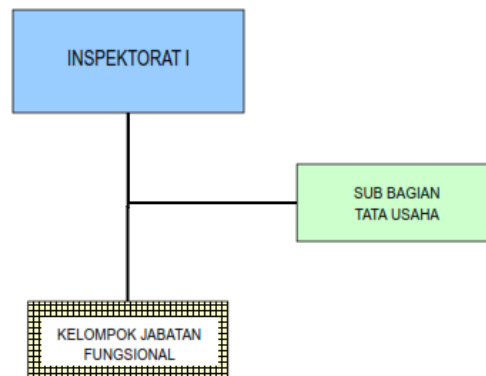 INSPEKTORAT I
SUB BAGIAN
TATA USAHA
KELOMPOK JABATAN
FUNGSIONAL